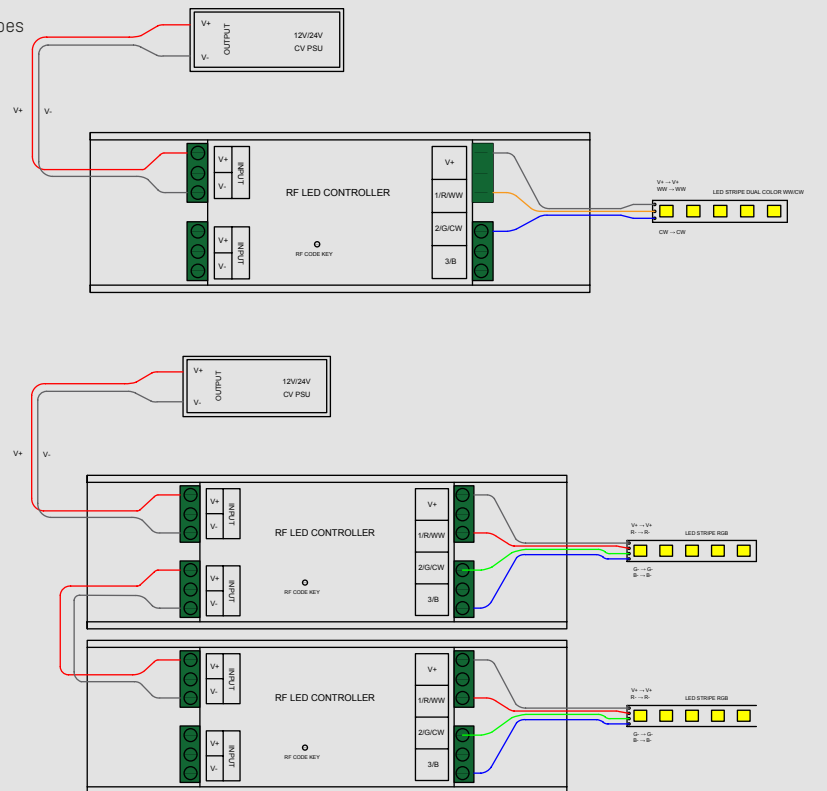 V+
OUTPUT
12V/24V
CV PSU
V-
V+
V-
V+
INPUT
V-
V+
INPUT
V-
RF LED CONTROLLER
RF CODE KEY
V+
1/R/WW
2/G/CW
3/B
V+ → V+
WW → WW
LED STRIPE DUAL COLOR WW/CW
CW → CW
V+
OUTPUT
12V/24V
CV PSU
V-
V+
V-
V+
INPUT
V-
V+
INPUT
V-
RF LED CONTROLLER
RF CODE KEY
V+
1/R/WW
2/G/CW
3/B
V+ → V+
R- → R-
LED STRIPE RGB
G- → G-
B- → B-
V+
INPUT
V-
V+
INPUT
V-
RF LED CONTROLLER
RF CODE KEY
V+
1/R/WW
2/G/CW
3/B
V+ → V+
R- → R-
LED STRIPE RGB
G- → G-
B- → B-